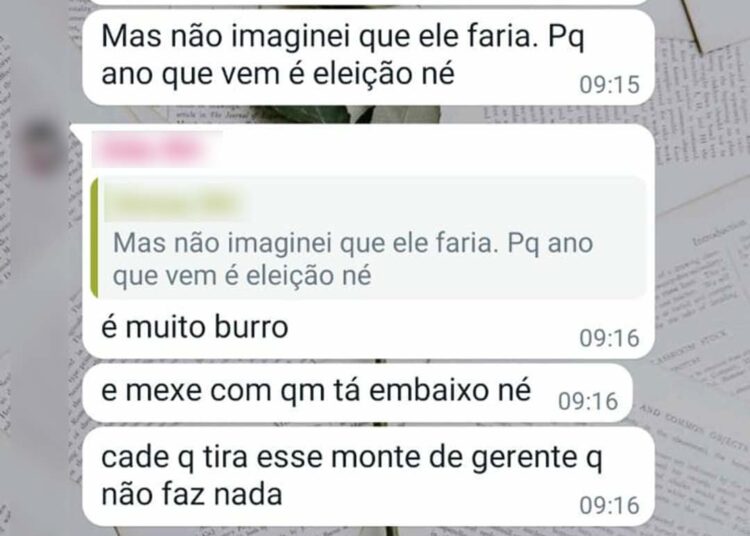 Mas não imaginei que ele faria. Pq
ano que vem é eleição né
09:15
Mas não imaginei que ele faria. Pq ano
que vem é eleição né
é muito burro
09:16
e mexe com qm tá embaixo né
09:16
cade q tira esse monte de gerente q
não faz nada
09:16